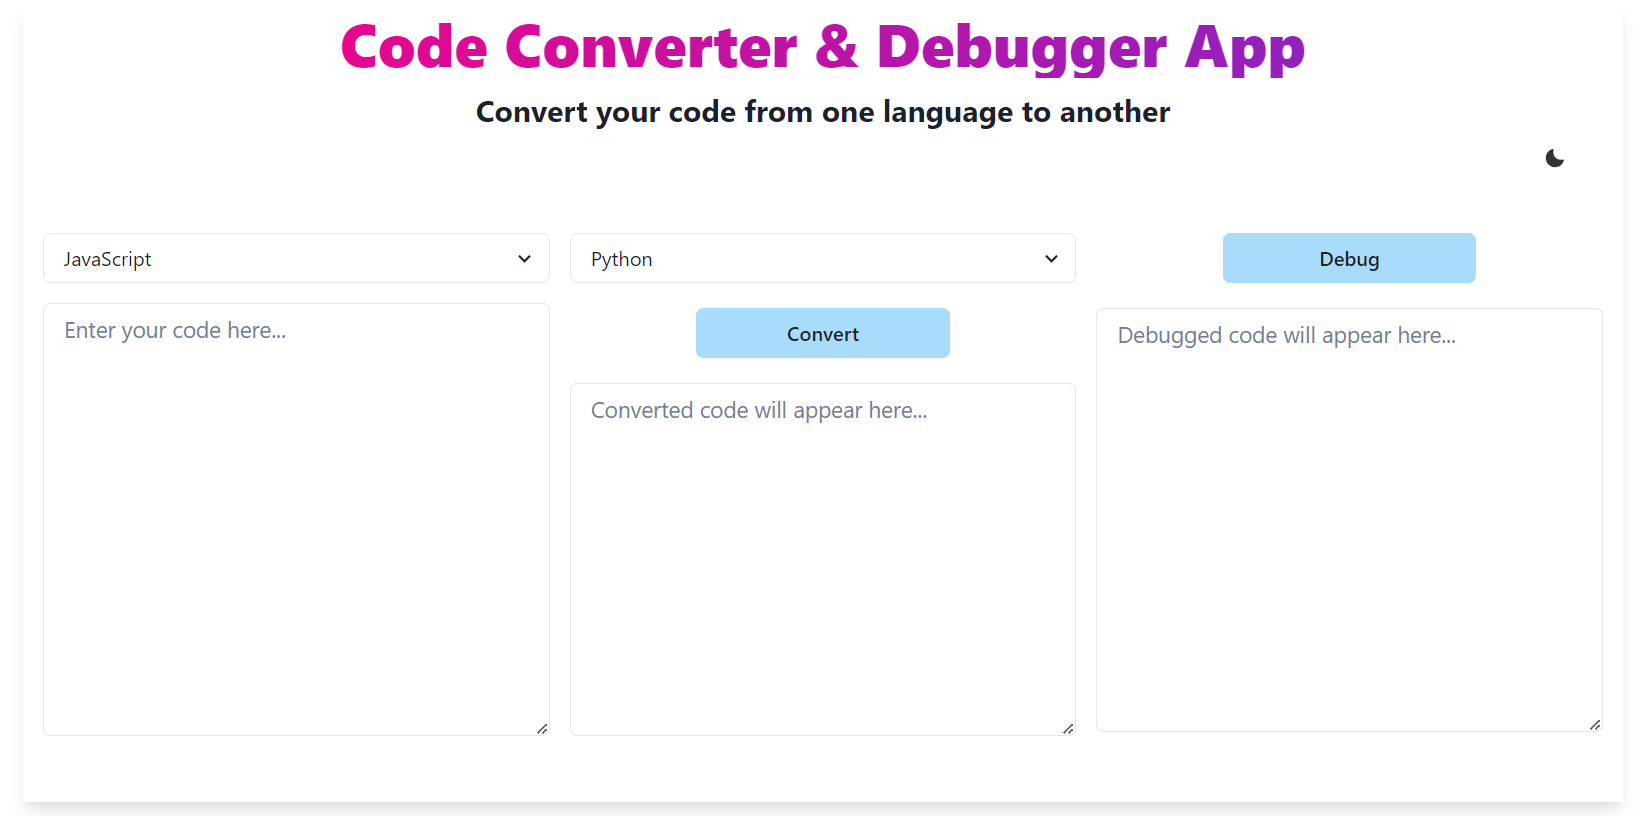 Code Converter & Debugger App
Convert your code from one language to another
JavaScript
Python
Debug
Enter your code here...
Convert
Debugged code will appear here...
Converted code will appear here...